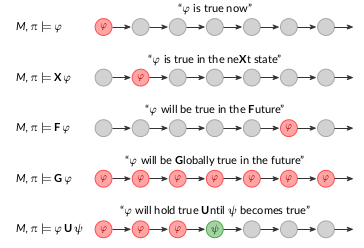 “φ is true now”
M, π ⊨ φ φ
“φ is true in the neXt state”
M, π ⊨ X φ φ
“φ will be true in the Future”
M, π ⊨ F φ φ
“φ will be Globally true in the future”
M, π ⊨ G φ φ φ φ φ φ φ φ
“φ will hold true Until ψ becomes true”
M, π ⊨ φ U ψ φ φ φ ψ